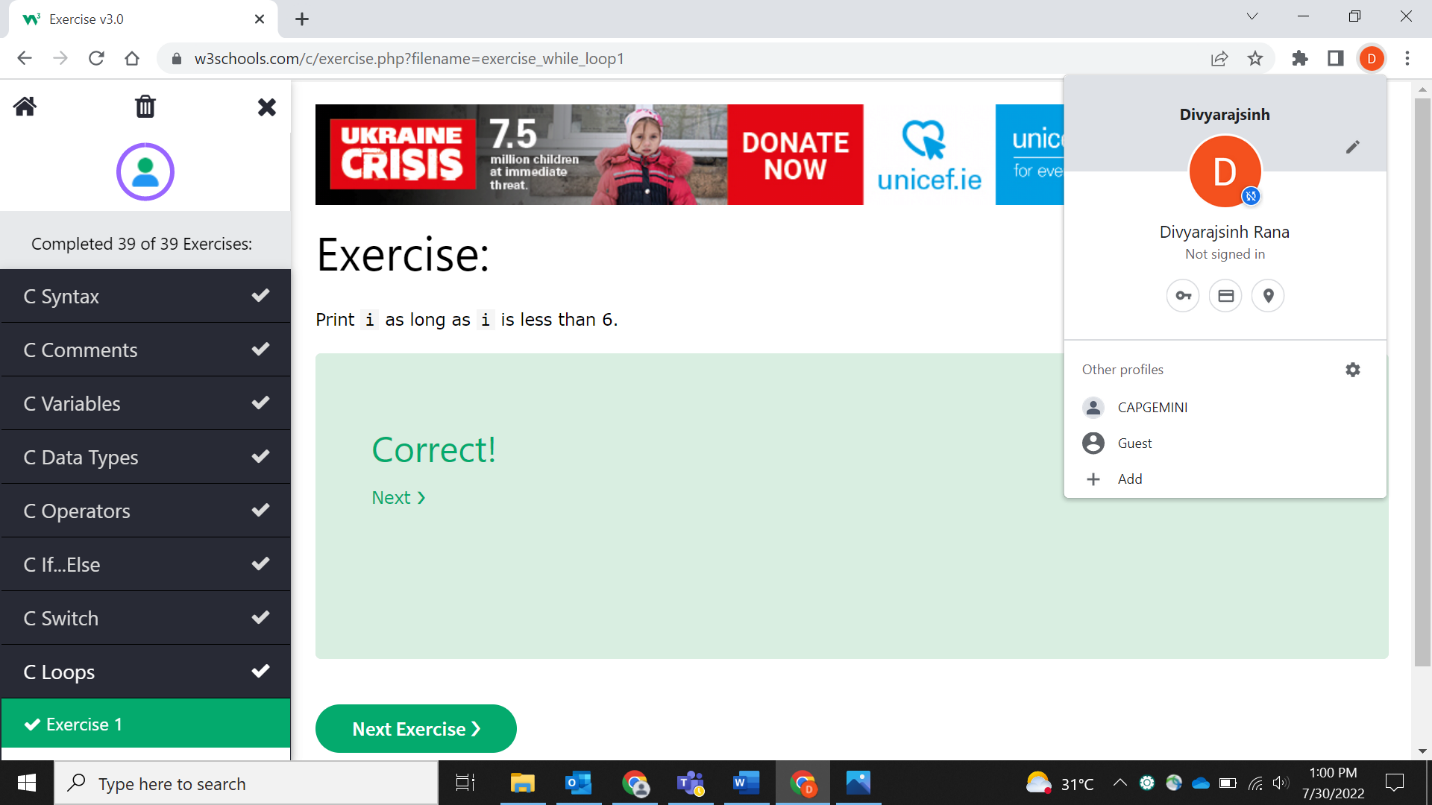 Exercise v3.0
w3schools.com/c/exercise.php?filename=exercise_while_loop1
D
Completed 39 of 39 Exercises:
C Syntax
C Comments
C Variables
C Data Types
C Operators
C If...Else
C Switch
C Loops
Exercise 1
UKRAINE
CRISIS
7.5
million children
at immediate
threat.
DONATE
NOW
unicef.ie
unic
for eve
Exercise:
Print i as long as i is less than 6.
Correct!
Next ❯
Next Exercise ❯
Divyarajsinh
D
Divyarajsinh Rana
Not signed in
Other profiles
CAPGEMINI
Guest
Add
Type here to search
31°C
1:00 PM
7/30/2022